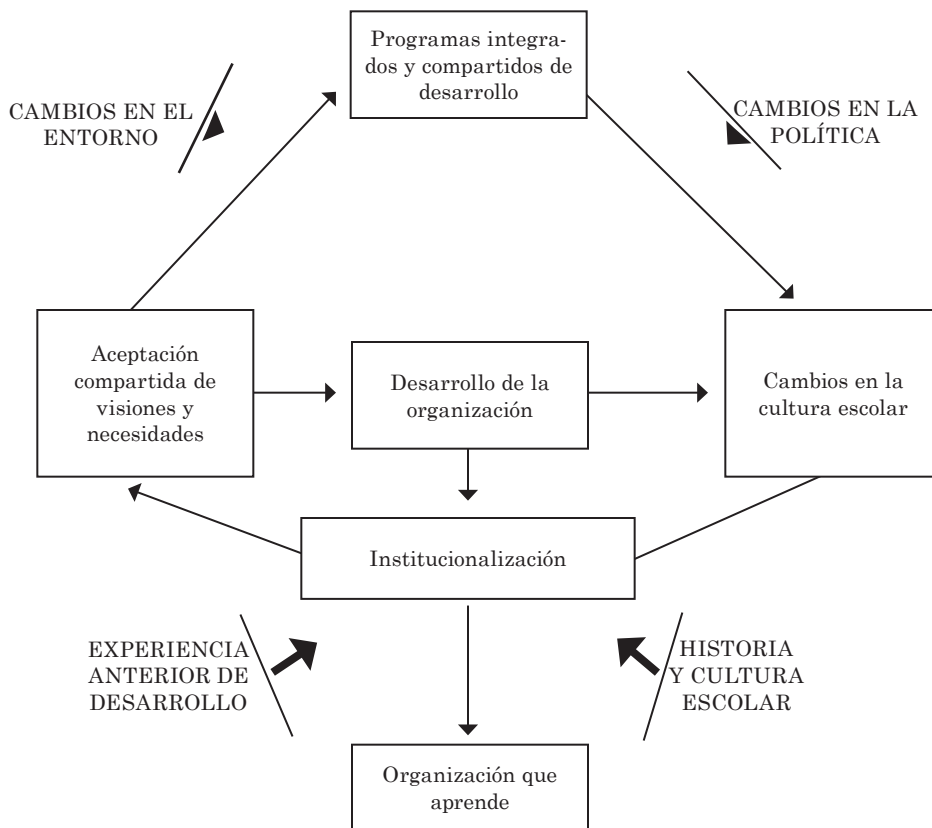 Programas integra-
dos y compartidos de
desarrollo
CAMBIOS EN EL
ENTORNO
CAMBIOS EN LA
POLÍTICA
Aceptación
compartida de
visiones y
necesidades
Desarrollo de la
organización
Cambios en la
cultura escolar
Institucionalización
EXPERIENCIA
ANTERIOR DE
DESARROLLO
HISTORIA
Y CULTURA
ESCOLAR
Organización que
aprende